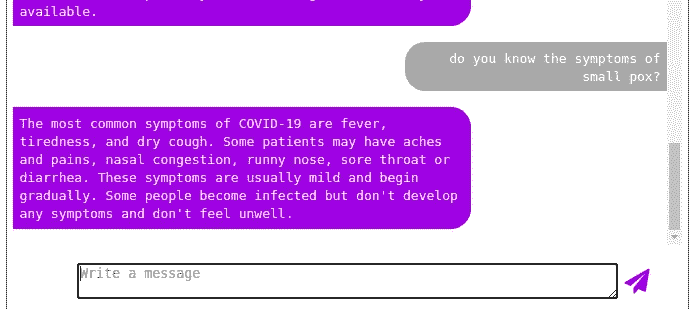 available.
do you know the symptoms of
small pox?
The most common symptoms of COVID-19 are fever,
tiredness, and dry cough. Some patients may have aches
and pains, nasal congestion, runny nose, sore throat or
diarrhea. These symptoms are usually mild and begin
gradually. Some people become infected but don't develop
any symptoms and don't feel unwell.
Write a message